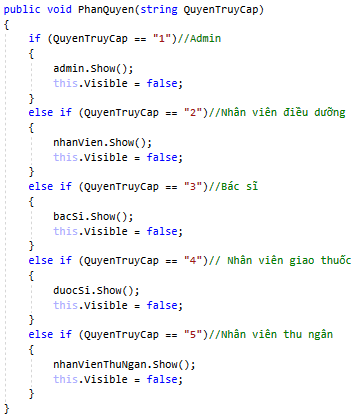 public void PhanQuyen(string QuyenTruyCap)
{
    if (QuyenTruyCap == "1")//Admin
    {
        admin.Show();
        this.Visible = false;
    }
    else if (QuyenTruyCap == "2")//Nhân viên điều dưỡng
    {
        nhanVien.Show();
        this.Visible = false;
    }
    else if (QuyenTruyCap == "3")//Bác sĩ
    {
        bacSi.Show();
        this.Visible = false;
    }
    else if (QuyenTruyCap == "4")// Nhân viên giao thuốc
    {
        duocSi.Show();
        this.Visible = false;
    }
    else if (QuyenTruyCap == "5")//Nhân viên thu ngân
    {
        nhanVienThuNgan.Show();
        this.Visible = false;
    }
}